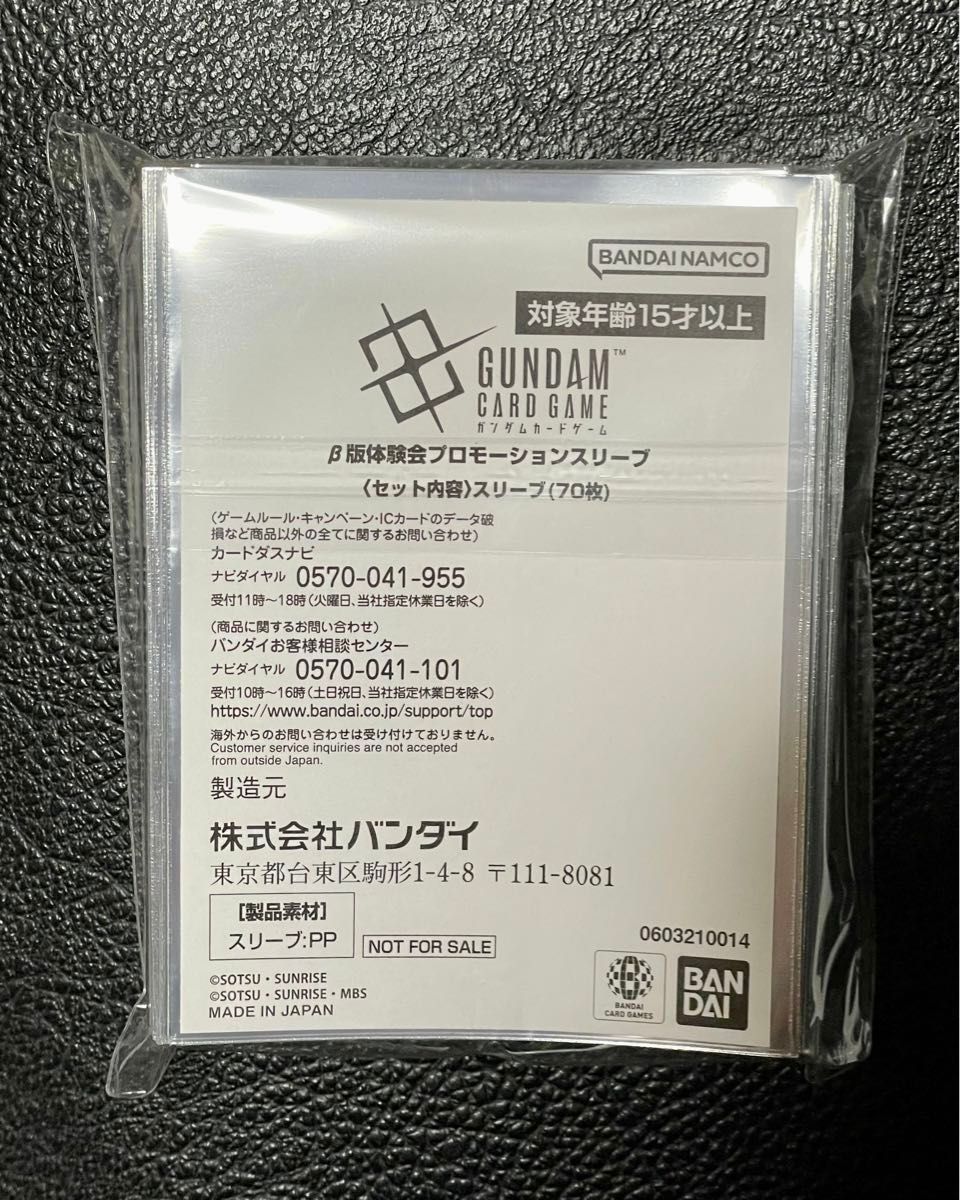 BANDAI NAMCO
対象年齢15才以上
GUNDAM™
CARD GAME
ガンダムカードゲーム
β版体験会プロモーションスリーブ
〈セット内容〉スリーブ(70枚)
(ゲームルール・キャンペーン・ICカードのデータ破
損など商品以外の全てに関するお問い合わせ)
カードダスナビ
ナビダイヤル 0570-041-955
受付11時〜18時(火曜日、当社指定休業日を除く)
(商品に関するお問い合わせ)
バンダイお客様相談センター
ナビダイヤル 0570-041-101
受付10時〜16時(土日祝日、当社指定休業日を除く)
https://www.bandai.co.jp/support/top
海外からのお問い合わせは受け付けておりません。
Customer service inquiries are not accepted
from outside Japan.
製造元
株式会社バンダイ
東京都台東区駒形1-4-8 〒111-8081
[製品素材]
スリーブ:PP
NOT FOR SALE
0603210014
©SOTSU・SUNRISE
©SOTSU・SUNRISE・MBS
MADE IN JAPAN
BANDAI
CARD GAMES
BAN
DAI